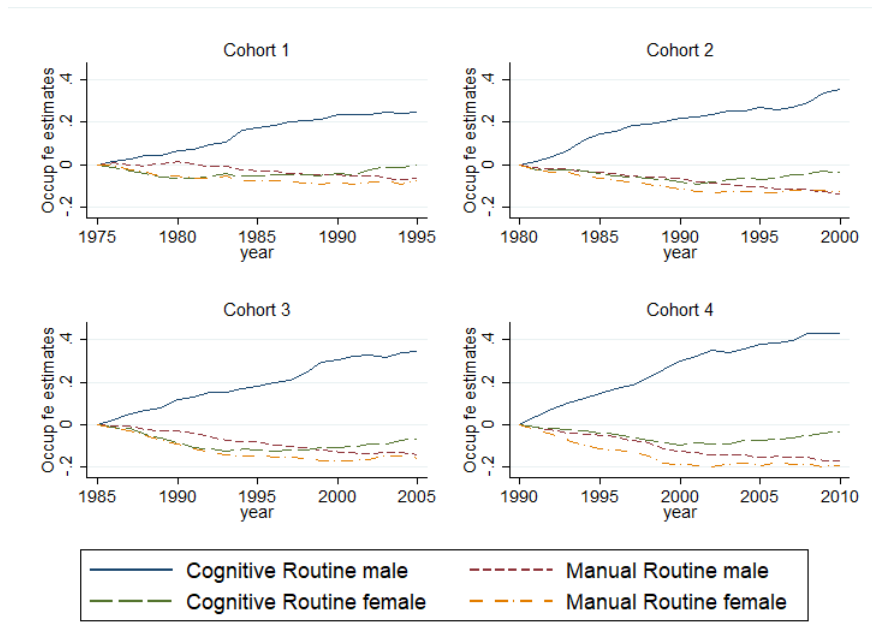 Cohort 1
Occup fe estimates
.4
.2
0
-.2
1975 1980 1985 1990 1995
year
Cohort 2
Occup fe estimates
.4
.2
0
-.2
1980 1985 1990 1995 2000
year
Cohort 3
Occup fe estimates
.4
.2
0
-.2
1985 1990 1995 2000 2005
year
Cohort 4
Occup fe estimates
.4
.2
0
-.2
1990 1995 2000 2005 2010
year
Cognitive Routine male Manual Routine male
Cognitive Routine female Manual Routine female